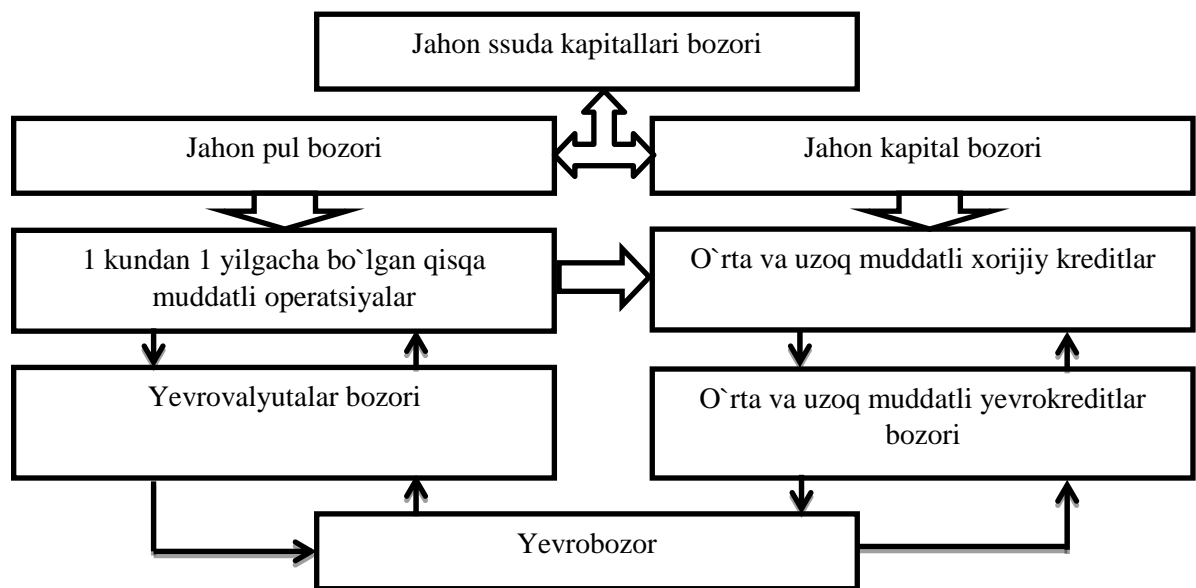 Jahon ssuda kapitallari bozori
Jahon pul bozori
Jahon kapital bozori
1 kundan 1 yilgacha bo`lgan qisqa
muddatli operatsiyalar
O`rta va uzoq muddatli xorijiy kreditlar
Yevrovalyutalar bozori
O`rta va uzoq muddatli yevrokreditlar
bozori
Yevrobozor